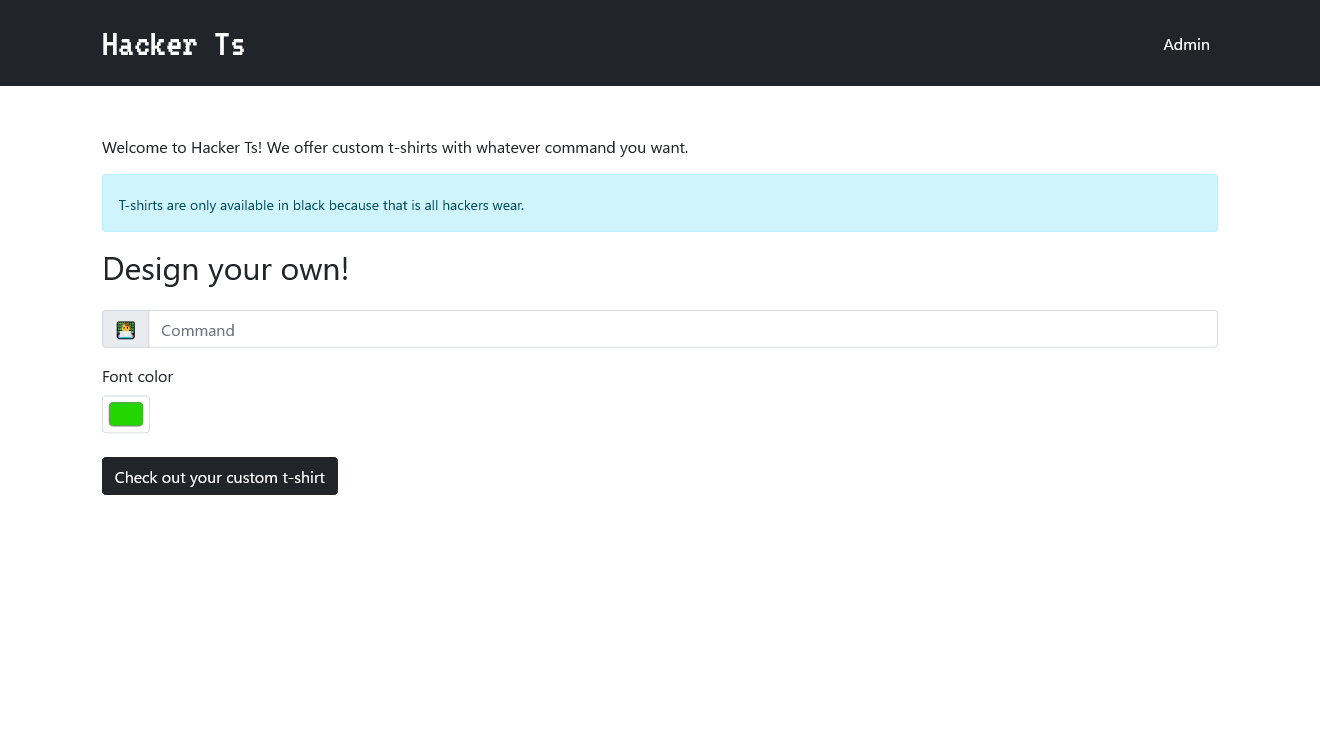 Hacker Ts
Admin
Welcome to Hacker Ts! We offer custom t-shirts with whatever command you want.
T-shirts are only available in black because that is all hackers wear.
Design your own!
Command
Font color
Check out your custom t-shirt